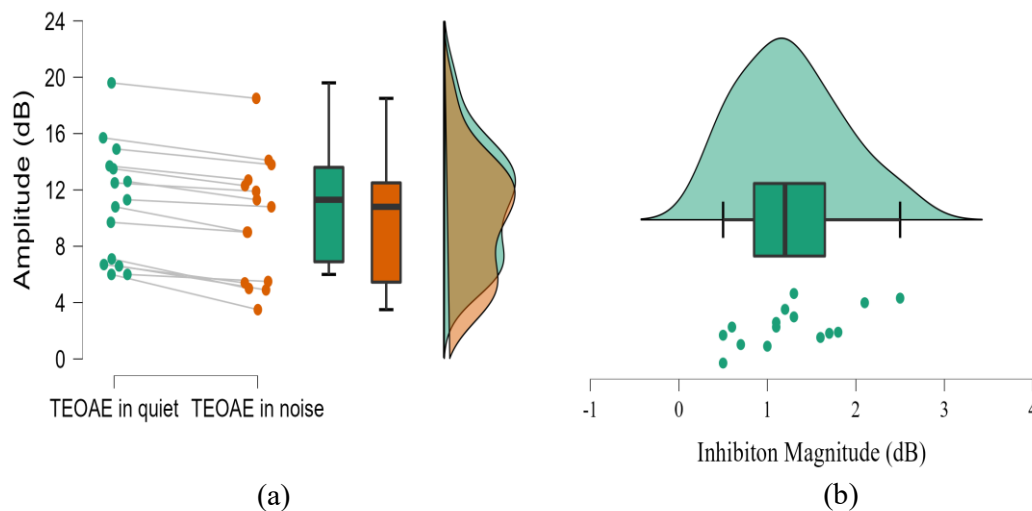 Amplitude (dB)
24
20
16
12
8
4
0
TEOAE in quiet TEOAE in noise
(a)
-1 0 1 2 3 4
Inhibiton Magnitude (dB)
(b)